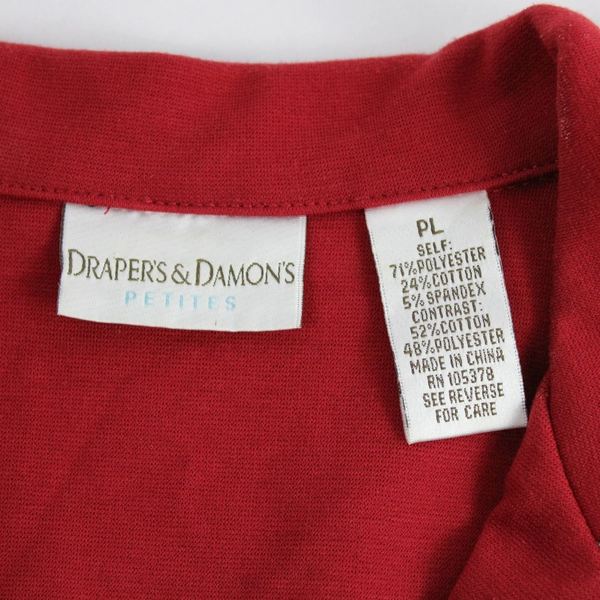 DRAPER'S & DAMON'S
PETITES
PL
SELF:
71% POLYESTER
24% COTTON
5% SPANDEX
CONTRAST:
52% COTTON
48% POLYESTER
MADE IN CHINA
RN 105378
SEE REVERSE
FOR CARE